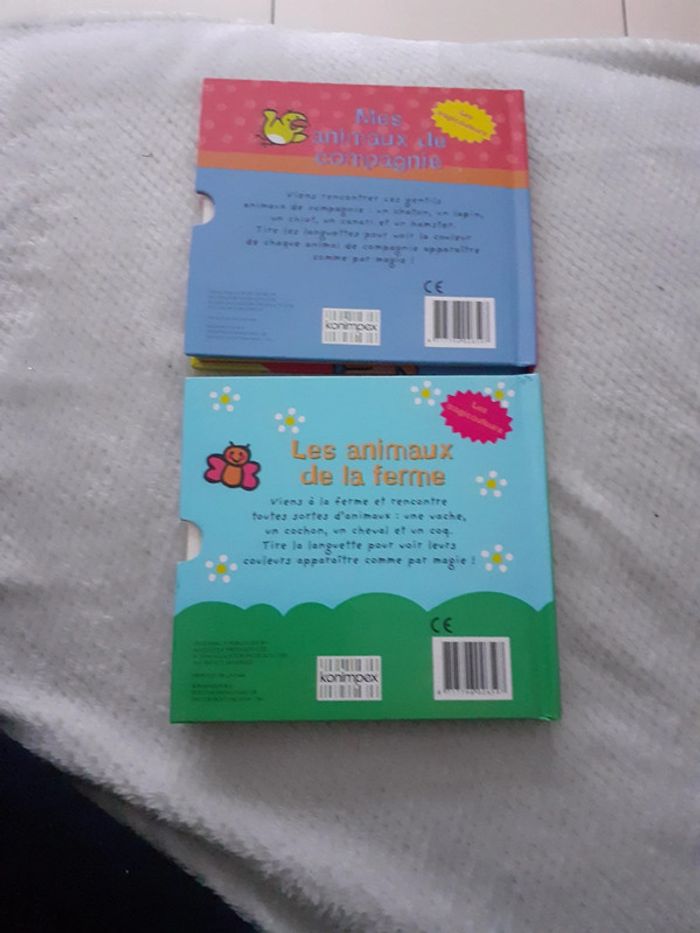 Mes
animaux de
compagnie
Les
magicouleurs
Viens rencontrer ces gentils
animaux de compagnie : un chaton, un lapin,
un chiot, un canari et un hamster.
Tire les languettes pour voir la couleur
de chaque animal de compagnie apparaître
comme par magie !
CE
konimpex
Les
magicouleurs
Les animaux
de la ferme
Viens à la ferme et rencontre
toutes sortes d'animaux : une vache,
un cochon, un cheval et un coq.
Tire la languette pour voir leurs
couleurs apparaître comme par magie !
CE
konimpex